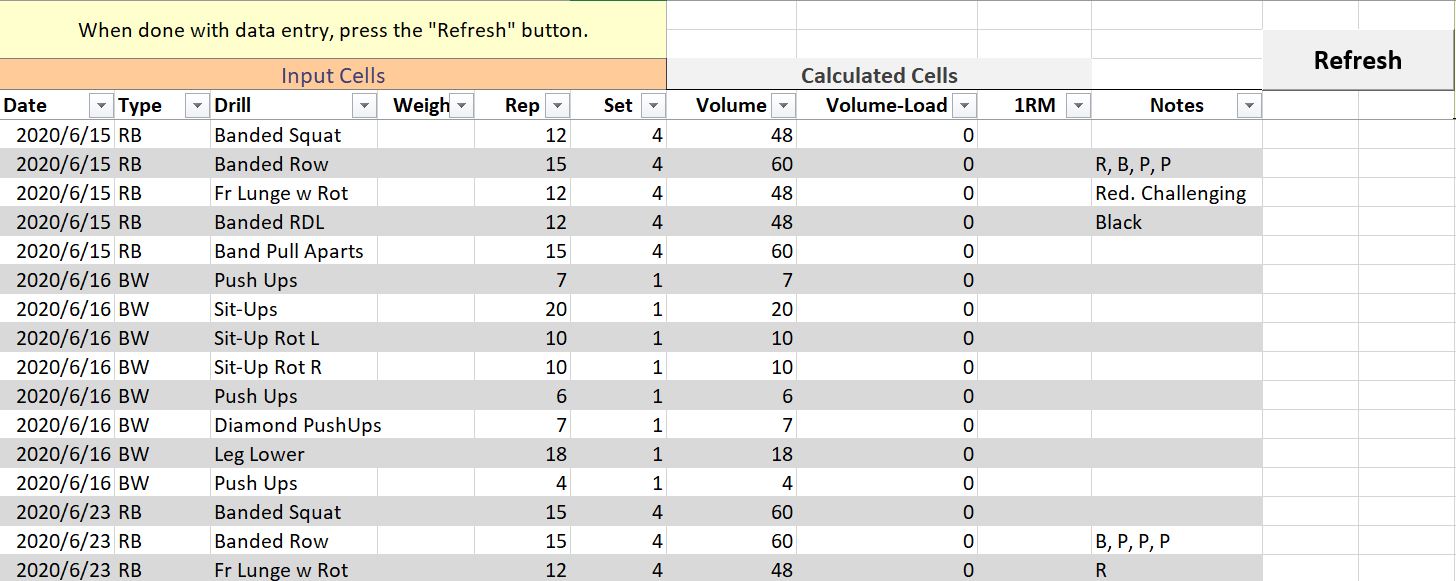 When done with data entry, press the "Refresh" button.
Refresh
Input Cells Calculated Cells
Date Type Drill Weigh Rep Set Volume Volume-Load 1RM Notes
2020/6/15 RB Banded Squat 12 4 48 0
2020/6/15 RB Banded Row 15 4 60 0 R, B, P, P
2020/6/15 RB Fr Lunge w Rot 12 4 48 0 Red. Challenging
2020/6/15 RB Banded RDL 12 4 48 0 Black
2020/6/15 RB Band Pull Aparts 15 4 60 0
2020/6/16 BW Push Ups 7 1 7 0
2020/6/16 BW Sit-Ups 20 1 20 0
2020/6/16 BW Sit-Up Rot L 10 1 10 0
2020/6/16 BW Sit-Up Rot R 10 1 10 0
2020/6/16 BW Push Ups 6 1 6 0
2020/6/16 BW Diamond PushUps 7 1 7 0
2020/6/16 BW Leg Lower 18 1 18 0
2020/6/16 BW Push Ups 4 1 4 0
2020/6/23 RB Banded Squat 15 4 60 0
2020/6/23 RB Banded Row 15 4 60 0 B, P, P, P
2020/6/23 RB Fr Lunge w Rot 12 4 48 0 R